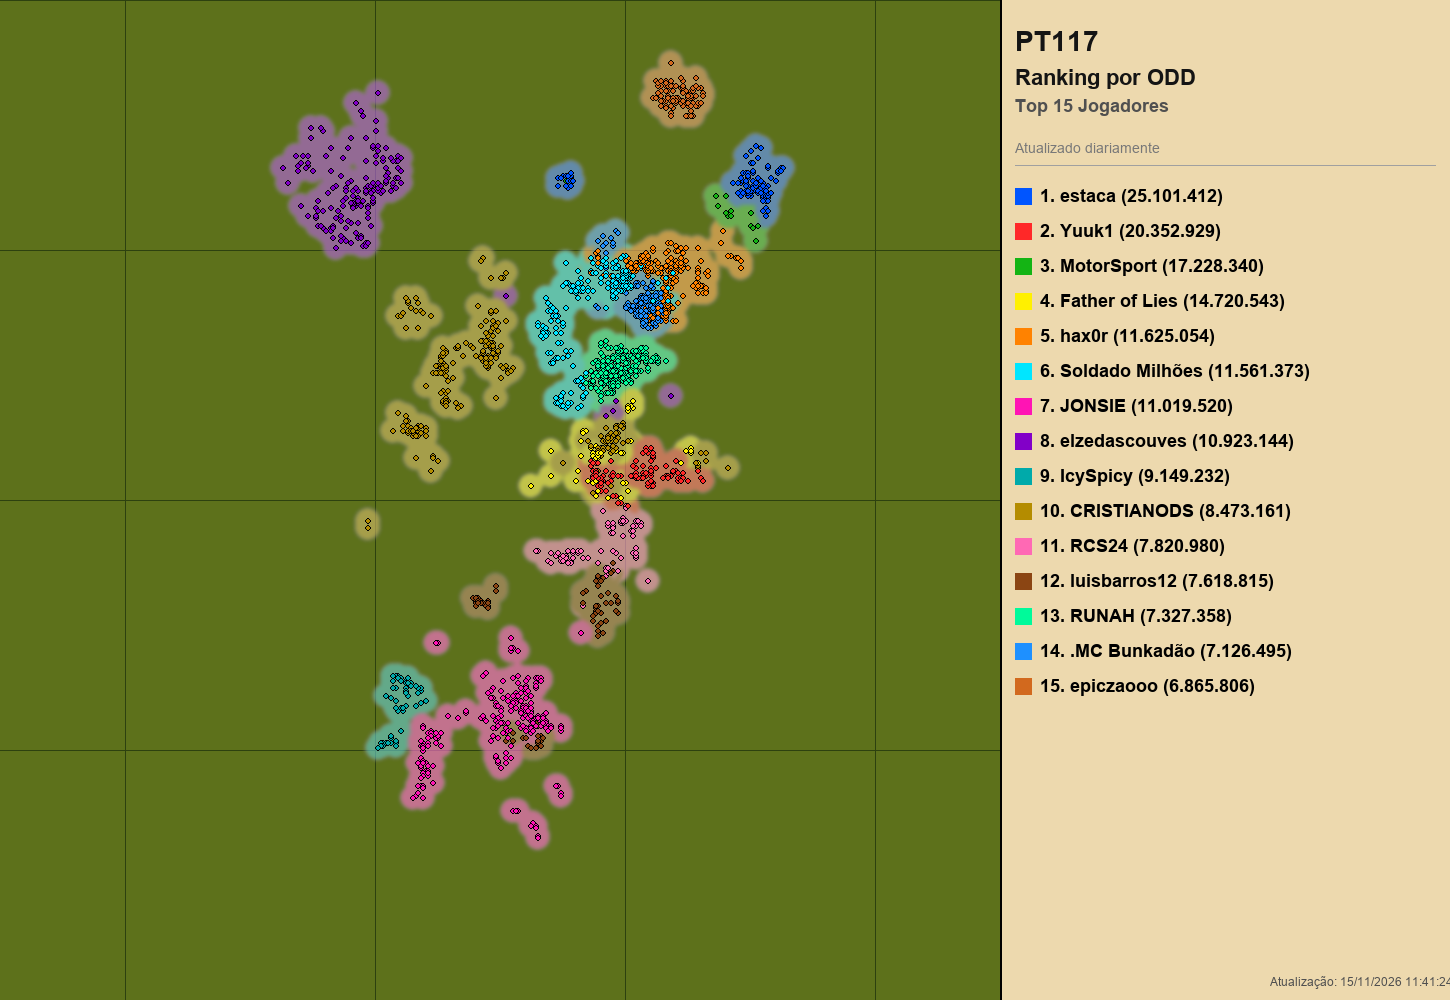 PT117
Ranking por ODD
Top 15 Jogadores
Atualizado diariamente
1. estaca (25.101.412)
2. Yuuk1 (20.352.929)
3. MotorSport (17.228.340)
4. Father of Lies (14.720.543)
5. hax0r (11.625.054)
6. Soldado Milhões (11.561.373)
7. JONSIE (11.019.520)
8. elzedascouves (10.923.144)
9. IcySpicy (9.149.232)
10. CRISTIANODS (8.473.161)
11. RCS24 (7.820.980)
12. luisbarros12 (7.618.815)
13. RUNAH (7.327.358)
14. .MC Bunkadão (7.126.495)
15. epiczaooo (6.865.806)
Atualização: 15/11/2026 11:41:24